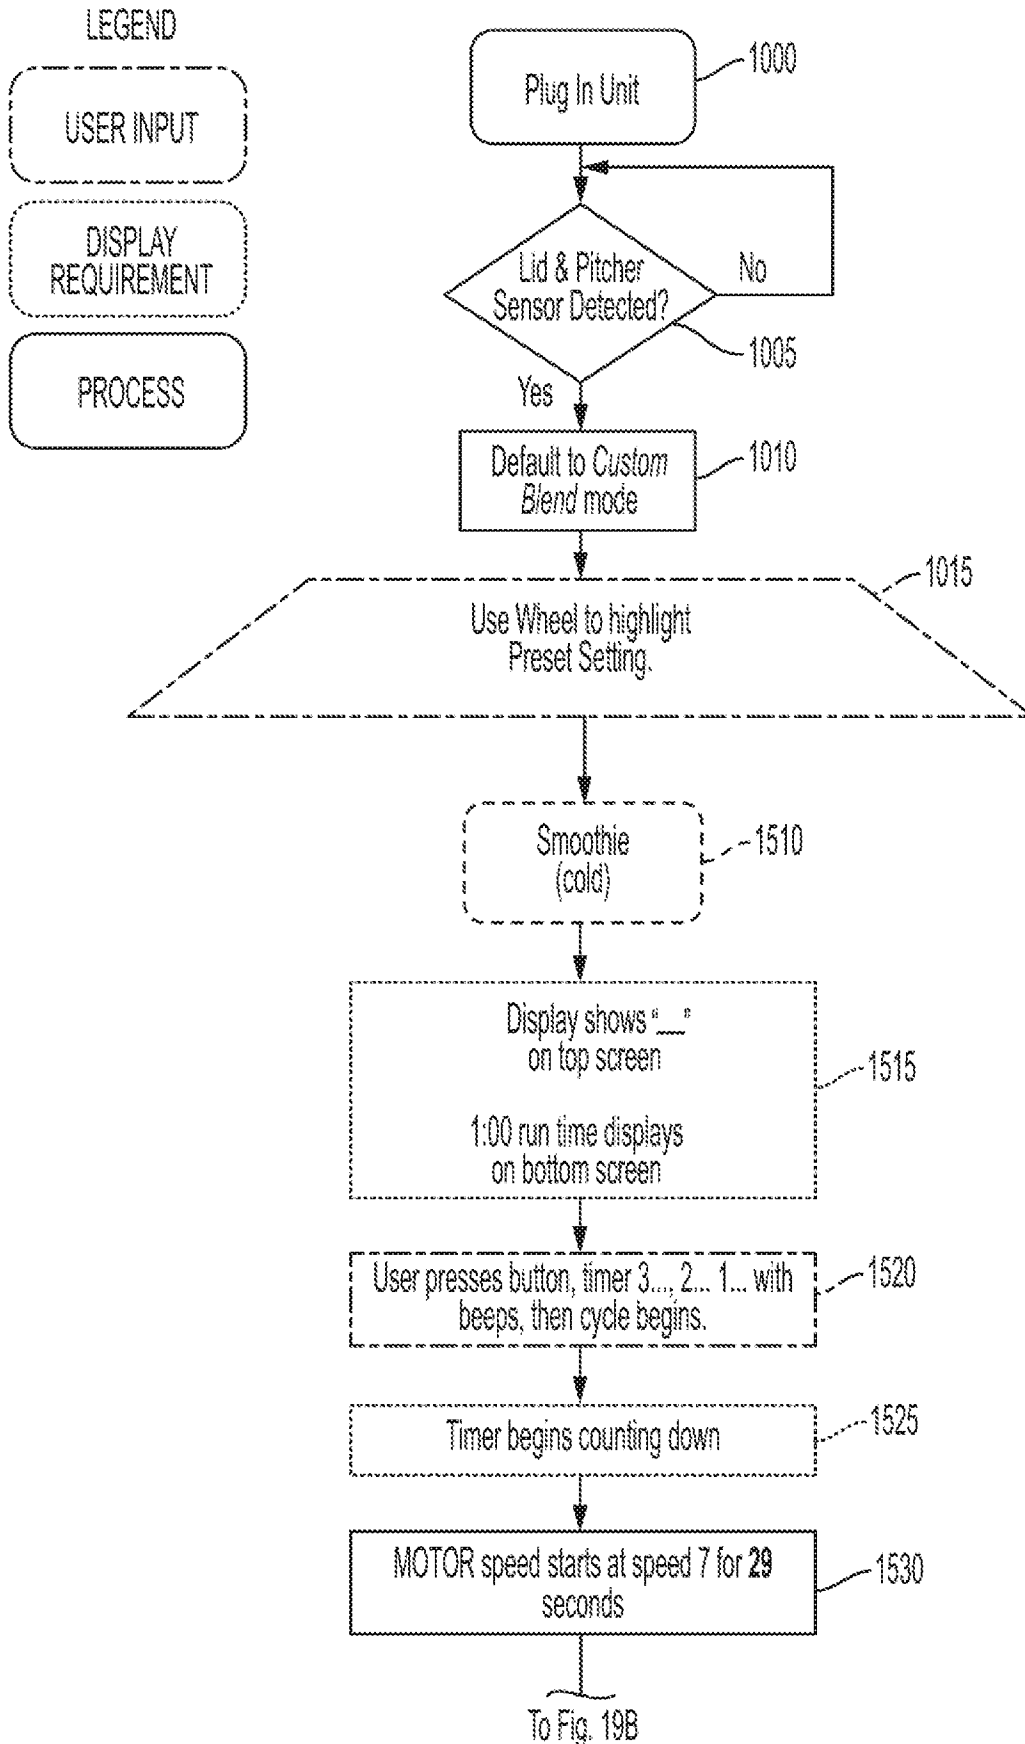 LEGEND
USER INPUT
DISPLAY
REQUIREMENT
PROCESS
Plug In Unit
1000
Lid & Pitcher
Sensor Detected?
No
1005
Yes
Default to Custom
Blend mode
1010
Use Wheel to highlight
Preset Setting.
1015
Smoothie
(cold)
1510
Display shows "__"
on top screen
1:00 run time displays
on bottom screen
1515
User presses button, timer 3..., 2... 1... with
beeps, then cycle begins.
1520
Timer begins counting down
1525
MOTOR speed starts at speed 7 for 29
seconds
1530
To Fig. 19B